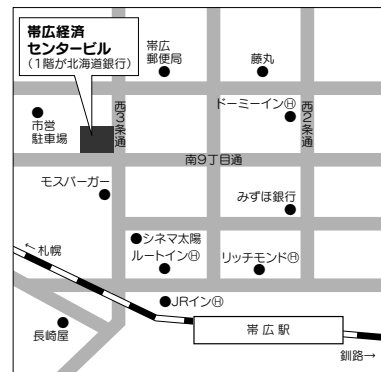 帯広経済
センタービル
(1階が北海道銀行)
帯広
郵便局
藤丸
市営
駐車場
西3条通
ドーミーインⒽ
西2条通
南9丁目通
モスバーガー
みずほ銀行
←札幌
シネマ太陽
ルートインⒽ
リッチモンドⒽ
JRインⒽ
長崎屋
帯広駅
釧路→